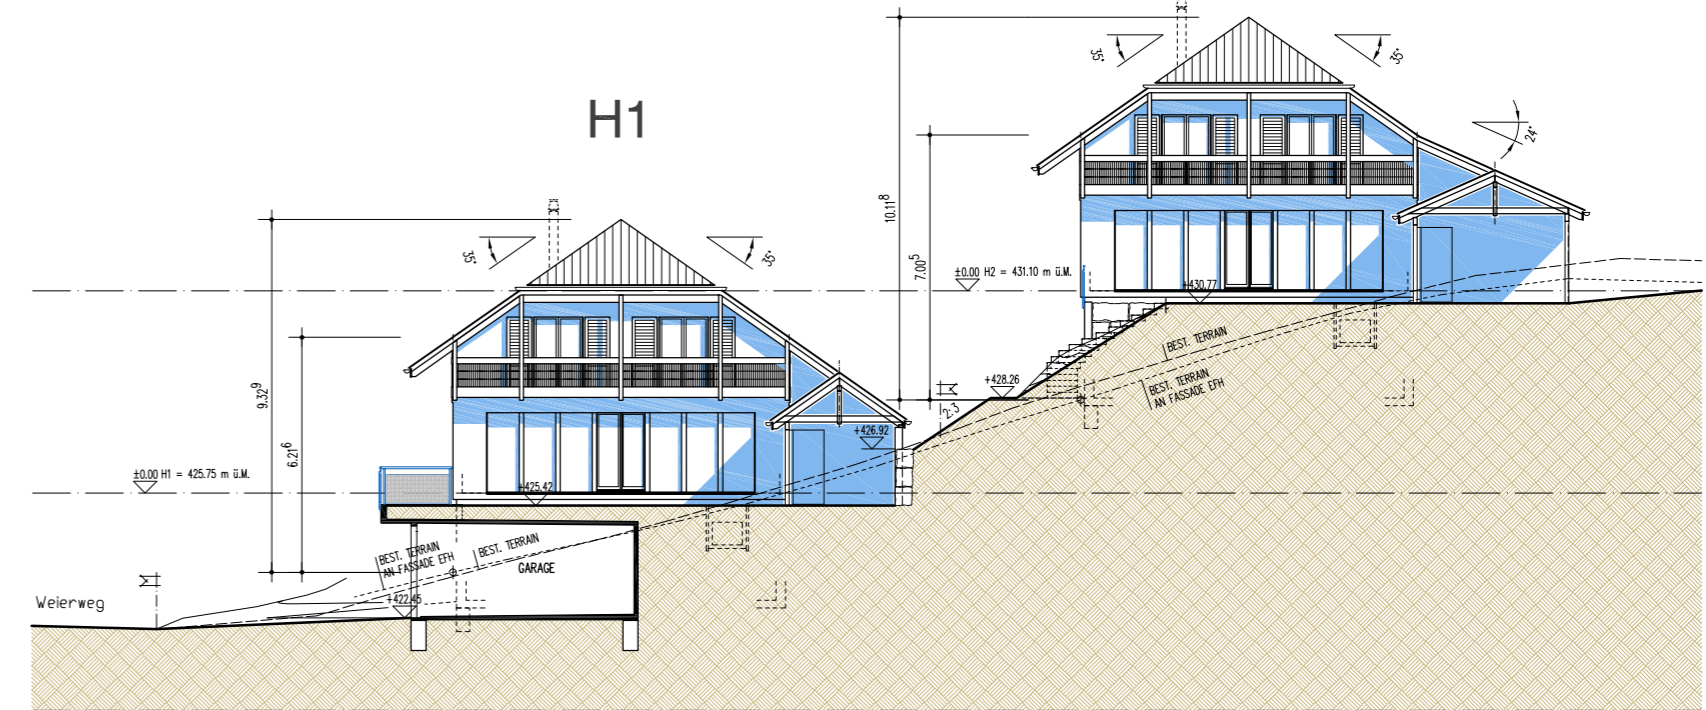 H1
35°
35°
24°
10.11⁸
7.00⁵
±0.00 H2 = 431.10 m ü.M.
+430.77
35°
35°
9.32⁹
6.21⁶
BEST. TERRAIN
BEST. TERRAIN
AN FASSADE EFH
+428.26
2:3
+426.92
±0.00 H1 = 425.75 m ü.M.
+425.42
BEST. TERRAIN
AN FASSADE EFH
BEST. TERRAIN
GARAGE
+422.45
Weierweg